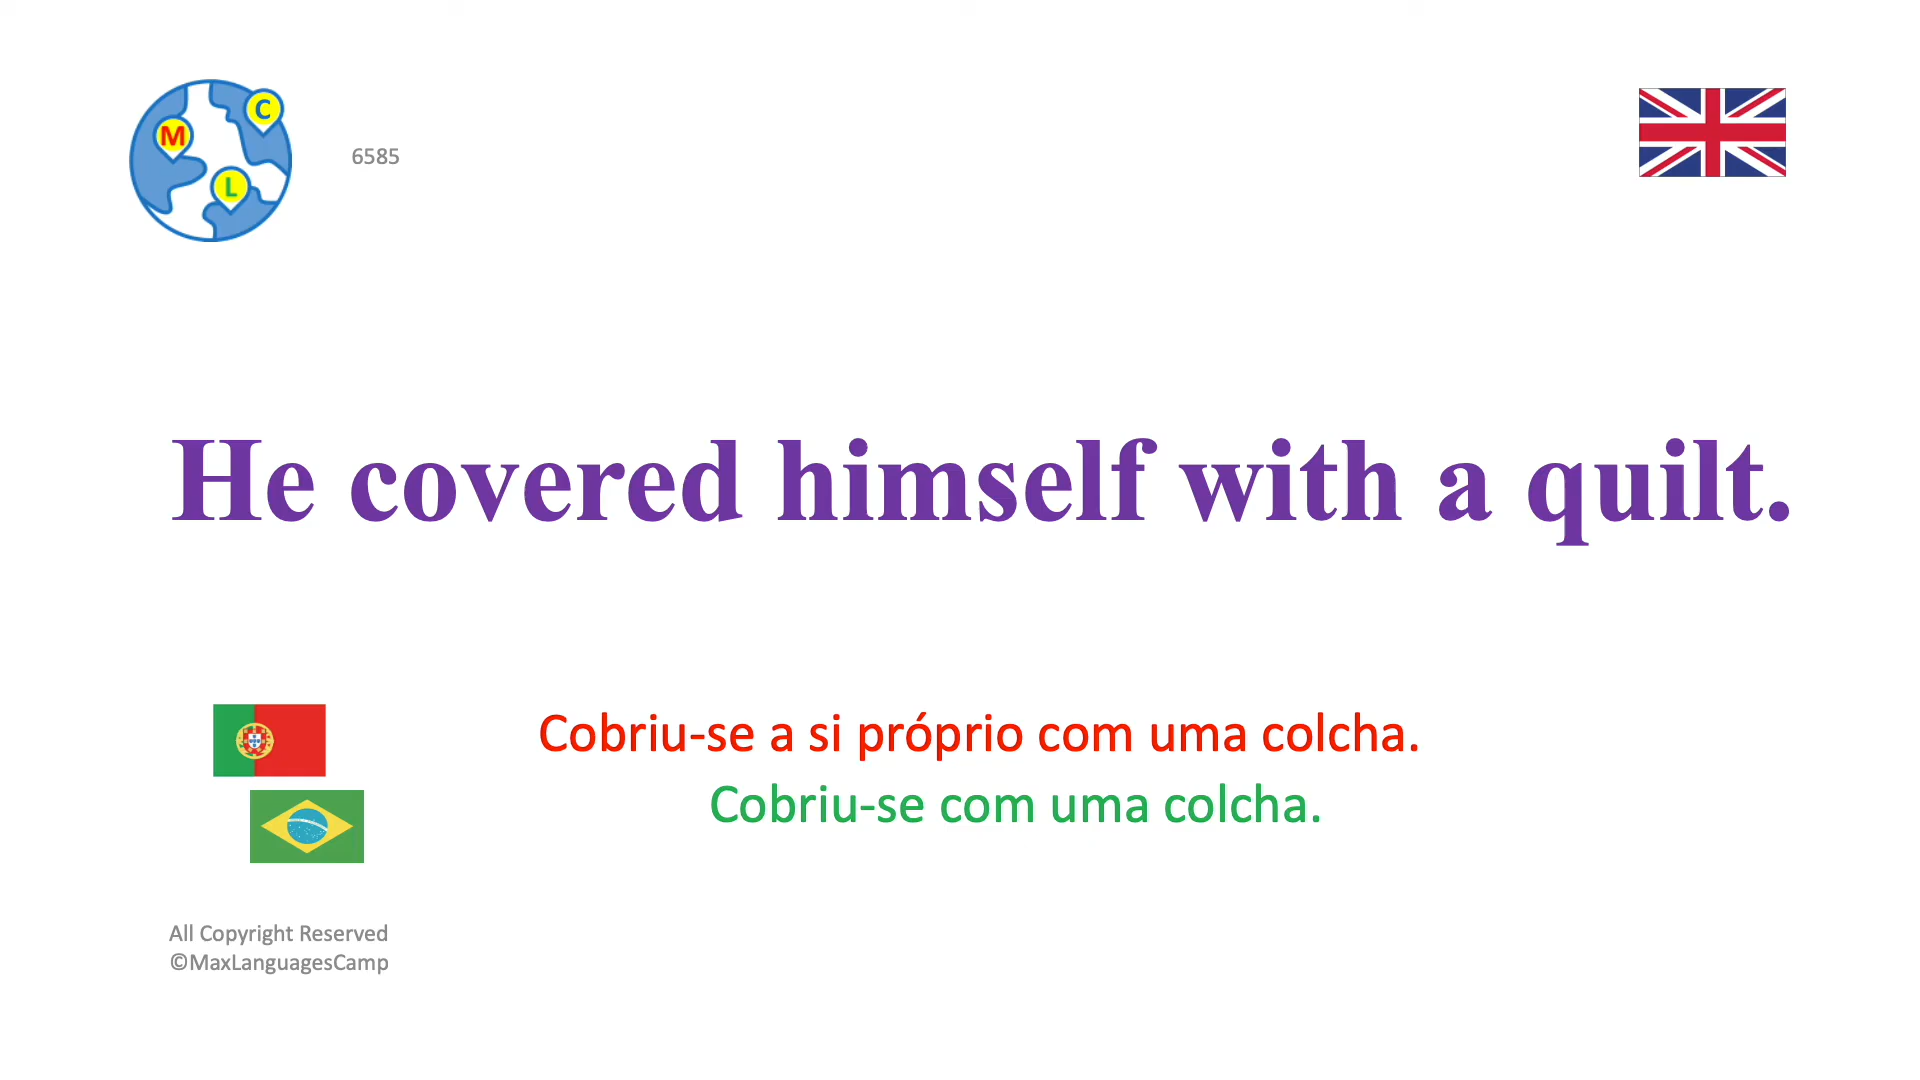 C
M
6585
L
He covered himself with a quilt.
Cobriu-se a si próprio com uma colcha.
Cobriu-se com uma colcha.
All Copyright Reserved
©MaxLanguagesCamp